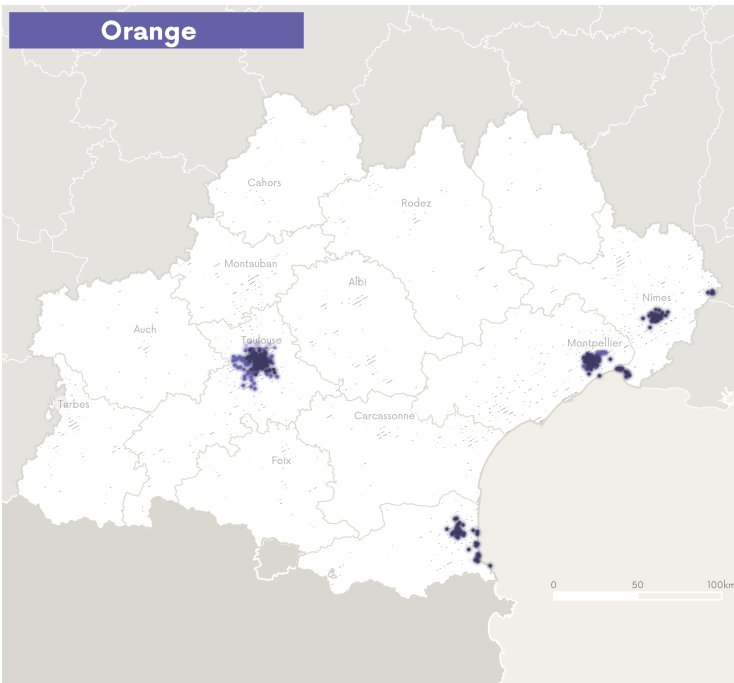 Orange
Cahors
Rodez
Montauban
Albi
Nîmes
Auch
Toulouse
Montpellier
Tarbes
Carcassonne
Foix
0 50 100km